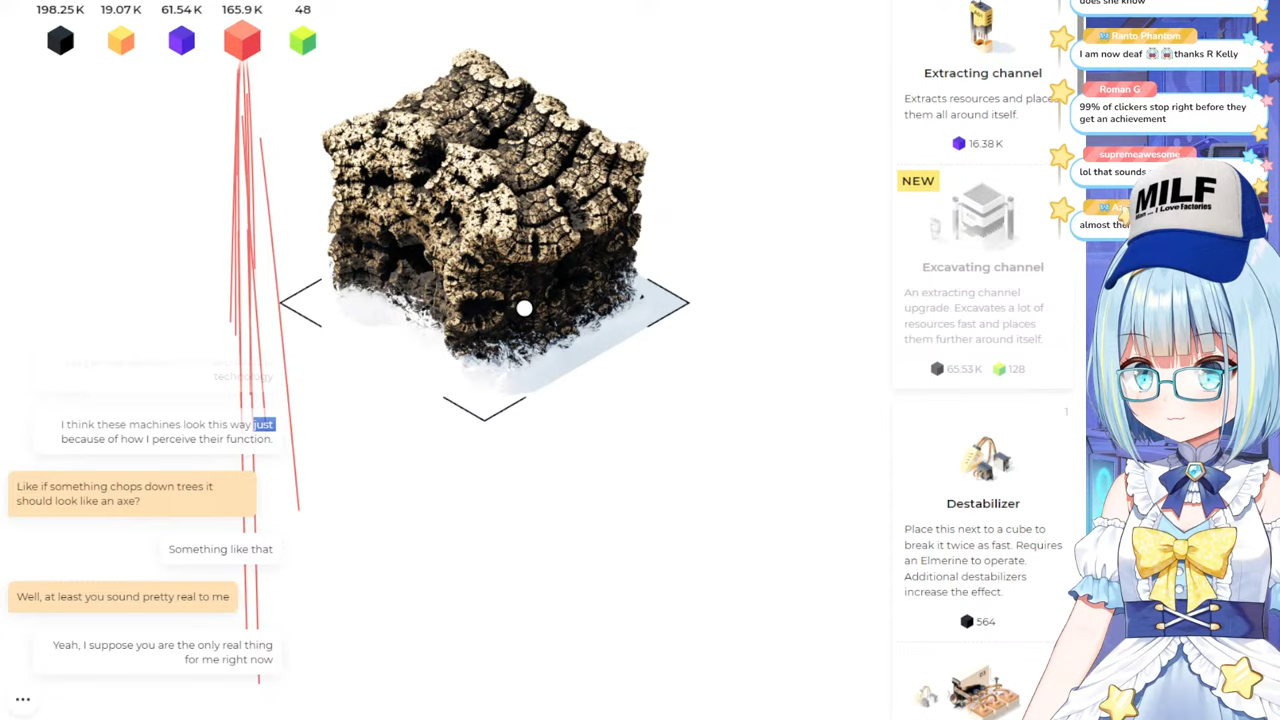 198.25 K
19.07 K
61.54 K
165.9 K
48
technology
I think these machines look this way just
because of how I perceive their function.
Like if something chops down trees it
should look like an axe?
Something like that
Well, at least you sound pretty real to me
Yeah, I suppose you are the only real thing
for me right now
...
Extracting channel
Extracts resources and places
them all around itself.
16.38 K
NEW
Excavating channel
An extracting channel
upgrade. Excavates a lot of
resources fast and places
them further around itself.
65.53 K
128
1
Destabilizer
Place this next to a cube to
break it twice as fast. Requires
an Elmerine to operate.
Additional destabilizers
increase the effect.
564
does she know
Ranto Phantom
I am now deaf thanks R Kelly
Roman G
99% of clickers stop right before they
get an achievement
supremeawesome
lol that sounds
almost
MILF
Man ... I Love Factories